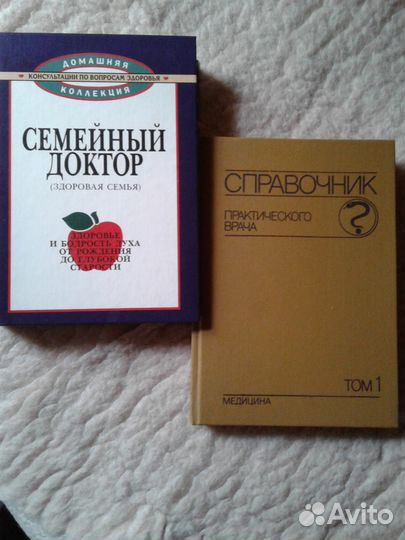 ДОМАШНЯЯ
КОНСУЛЬТАЦИИ ПО ВОПРОСАМ ЗДОРОВЬЯ
КОЛЛЕКЦИЯ
СЕМЕЙНЫЙ
ДОКТОР
(ЗДОРОВАЯ СЕМЬЯ)
ЗДОРОВЬЕ
И БОДРОСТЬ ДУХА
ОТ РОЖДЕНИЯ
ДО ГЛУБОКОЙ
СТАРОСТИ
СПРАВОЧНИК
ПРАКТИЧЕСКОГО
ВРАЧА
ТОМ 1
МЕДИЦИНА
Avito